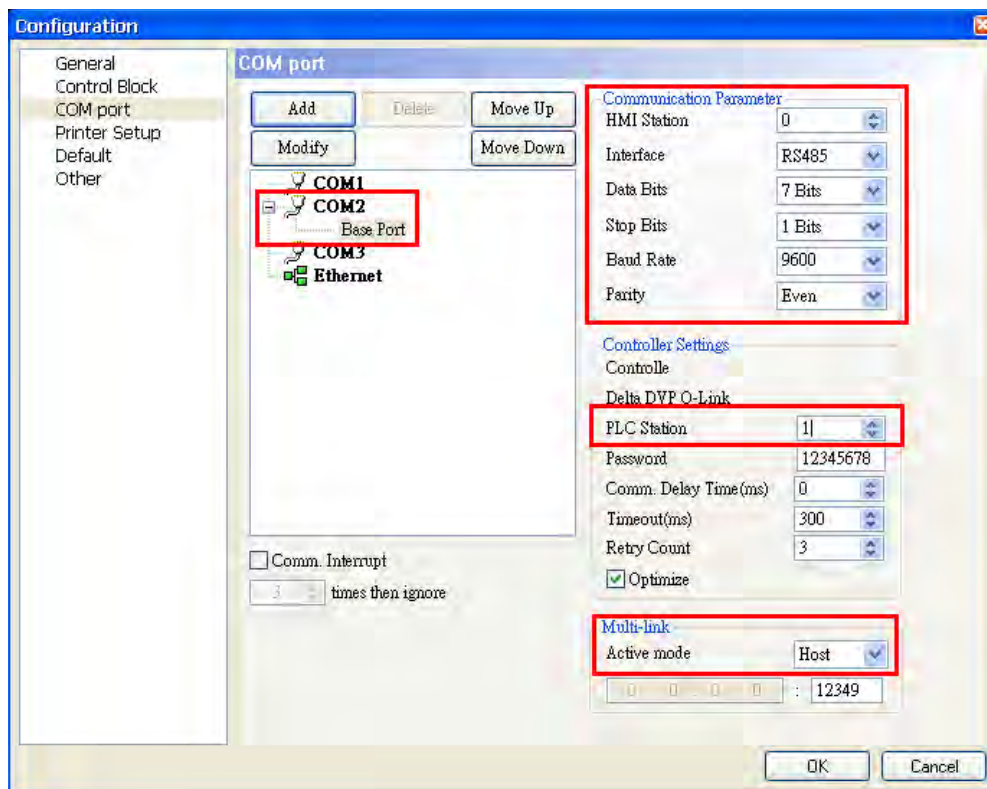 Configuration
General
Control Block
COM port
Printer Setup
Default
Other
COM port
Add
Delete
Move Up
Modify
Move Down
COM1
COM2
Base Port
COM3
Ethernet
Comm. Interrupt
3 times then ignore
Communication Parameter
HMI Station 0
Interface RS485
Data Bits 7 Bits
Stop Bits 1 Bits
Baud Rate 9600
Parity Even
Controller Settings
Controlle
Delta DVP O-Link
PLC Station 1
Password 12345678
Comm. Delay Time(ms) 0
Timeout(ms) 300
Retry Count 3
Optimize
Multi-link
Active mode Host
0 0 0 0 : 12349
OK
Cancel